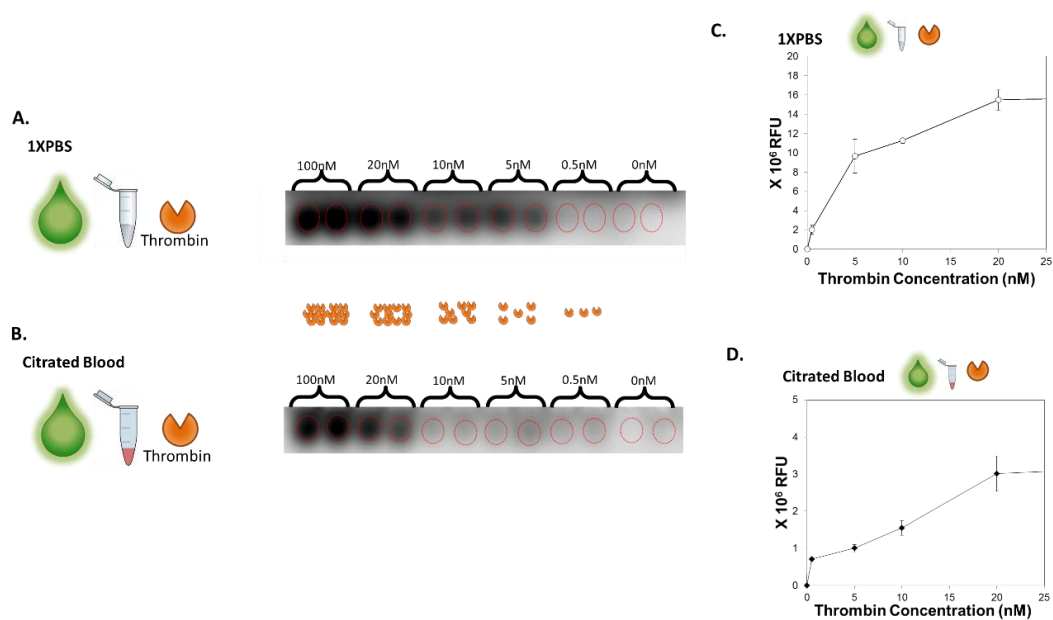 A.
1XPBS
Thrombin
100nM 20nM 10nM 5nM 0.5nM 0nM
B.
Citrated Blood
Thrombin
100nM 20nM 10nM 5nM 0.5nM 0nM
C.
1XPBS
X 10⁶ RFU
20
18
16
14
12
10
8
6
4
2
0
0 5 10 15 20 25
Thrombin Concentration (nM)
D.
Citrated Blood
X 10⁶ RFU
5
4
3
2
1
0
0 5 10 15 20 25
Thrombin Concentration (nM)